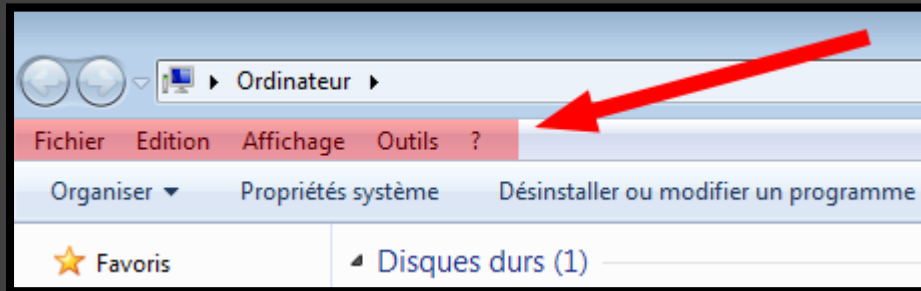 Ordinateur
Fichier Edition Affichage Outils ?
Organiser Propriétés système Désinstaller ou modifier un programme
Favoris Disques durs (1)